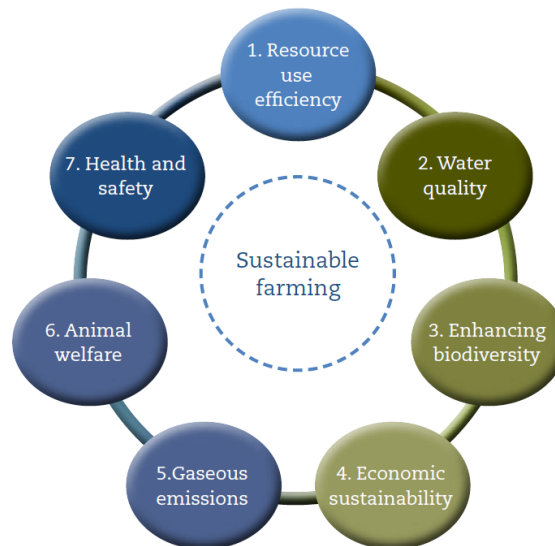 1. Resource
use
efficiency
2. Water
quality
3. Enhancing
biodiversity
4. Economic
sustainability
5.Gaseous
emissions
6. Animal
welfare
7. Health and
safety
Sustainable
farming